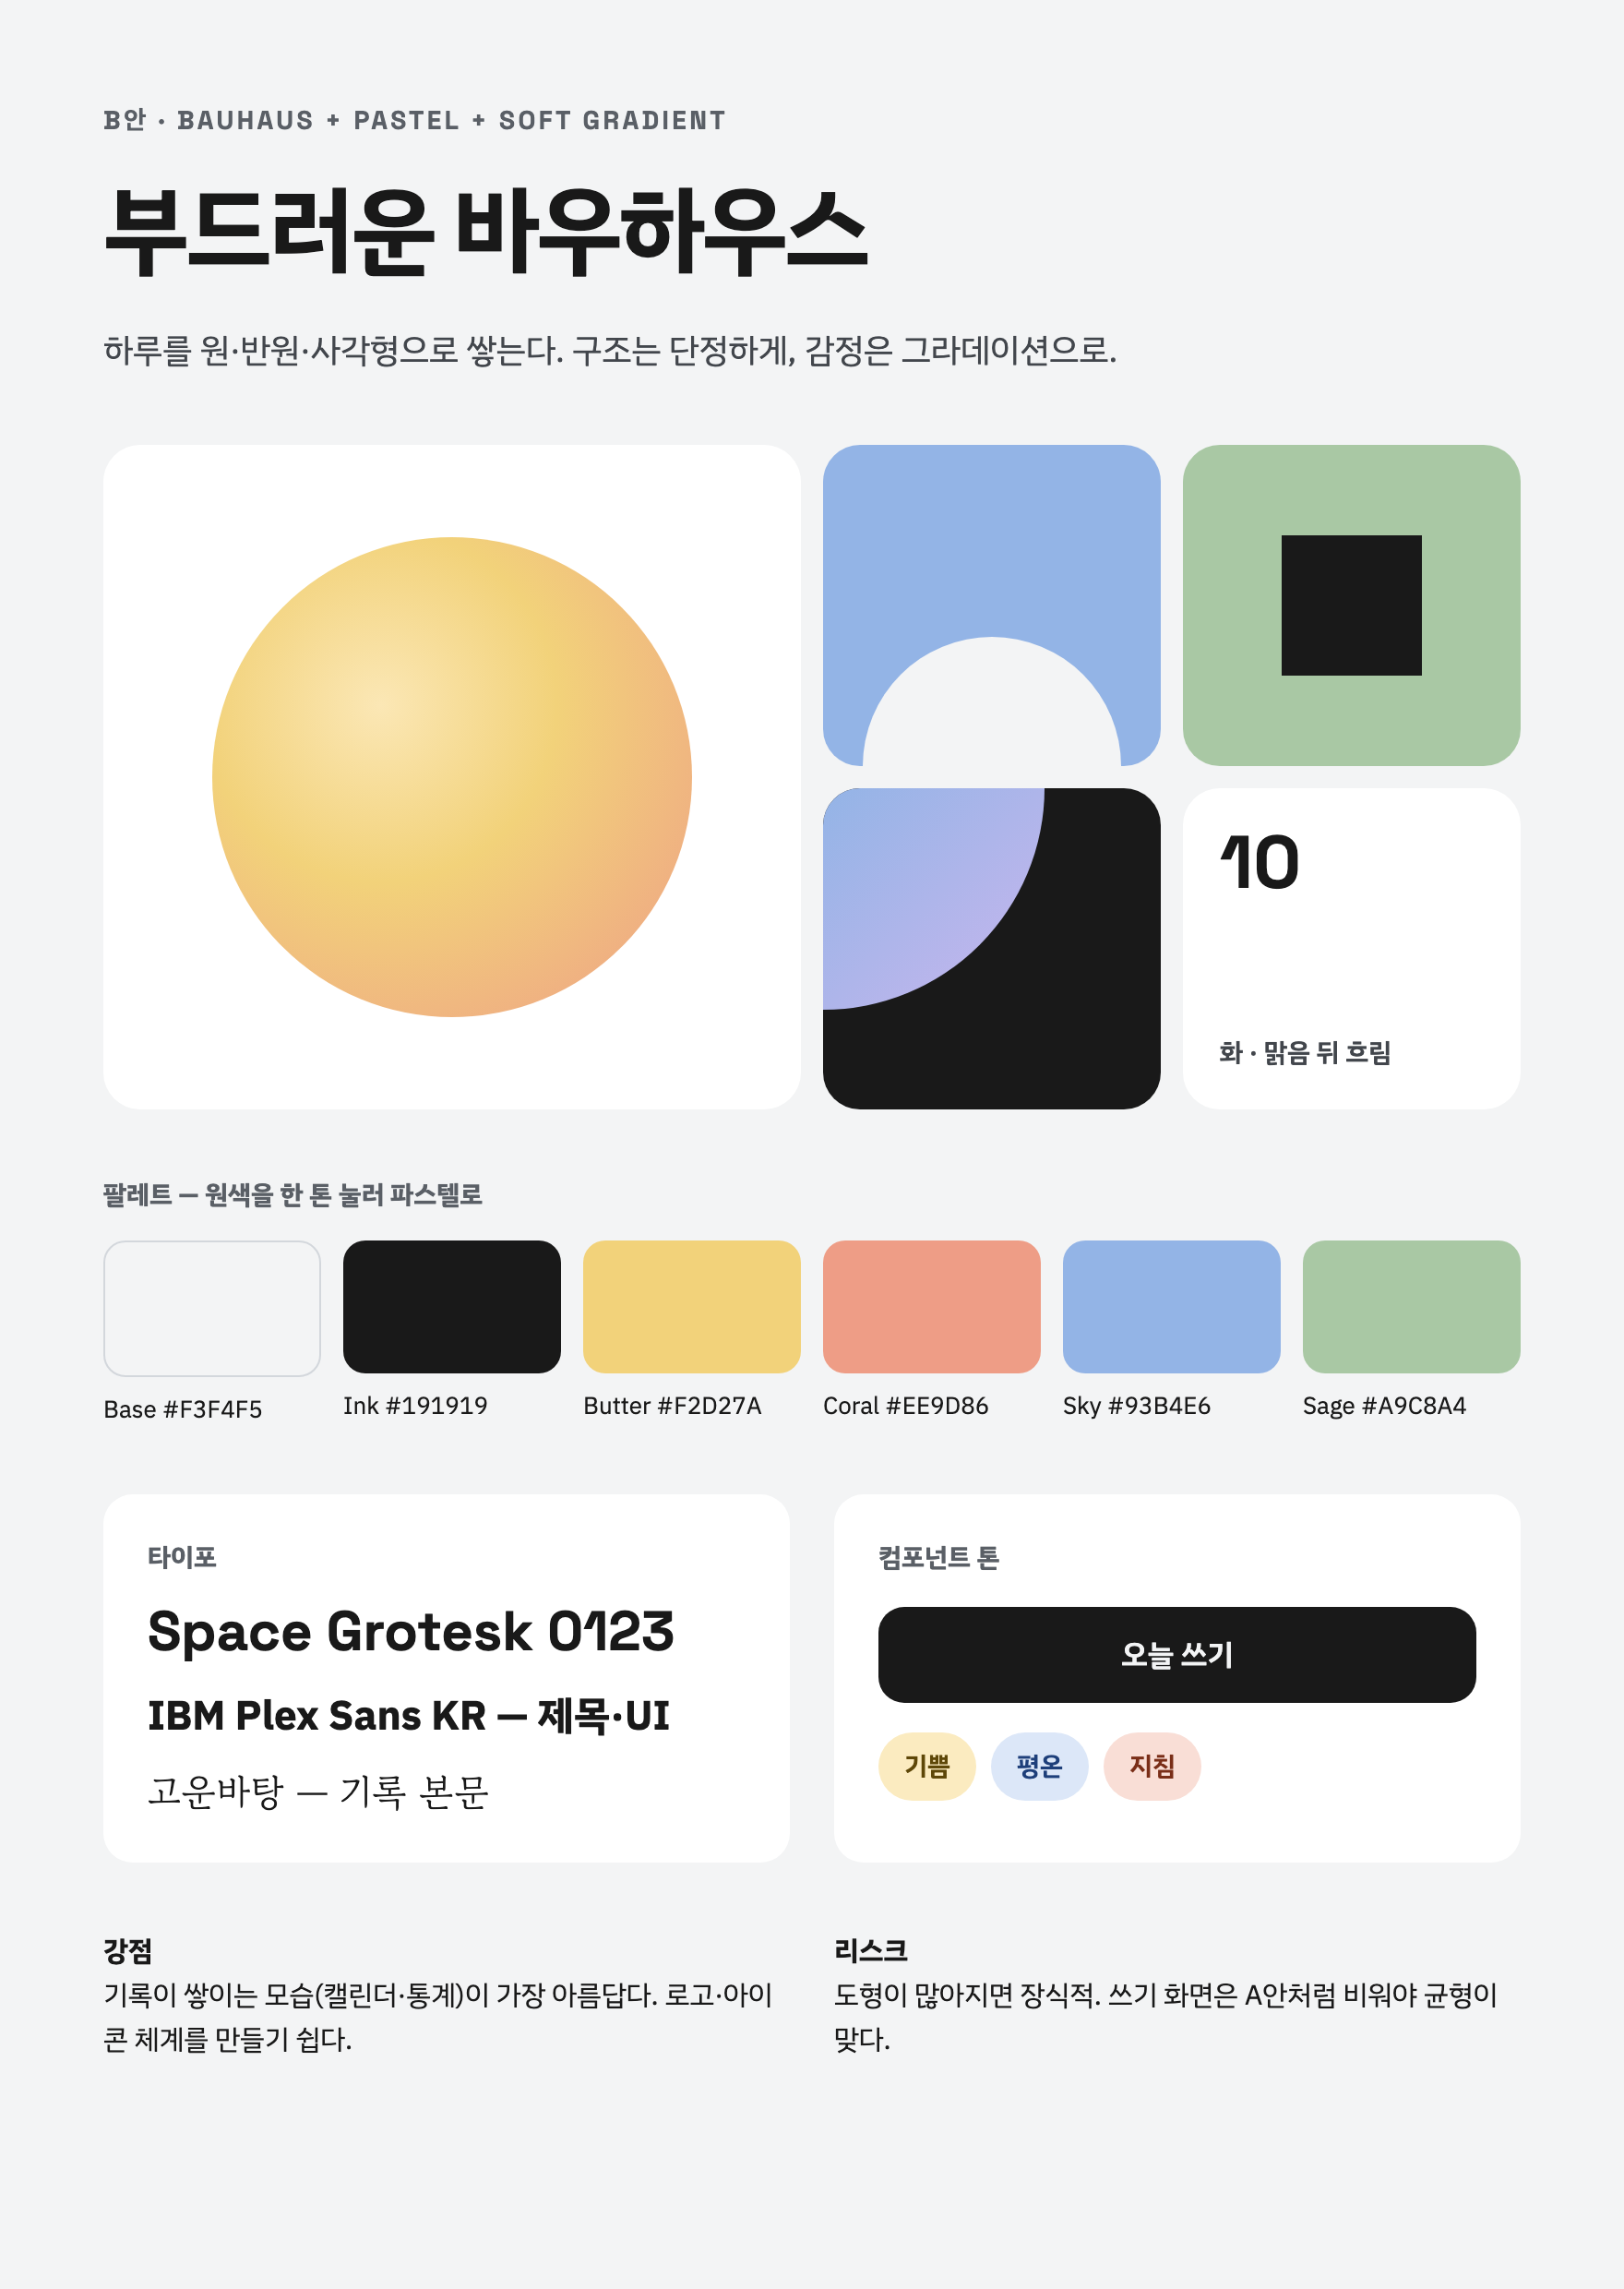 B안 · BAUHAUS + PASTEL + SOFT GRADIENT
부드러운 바우하우스
하루를 원·반원·사각형으로 쌓는다. 구조는 단정하게, 감정은 그라데이션으로.
10
화 · 맑음 뒤 흐림
팔레트 — 원색을 한 톤 눌러 파스텔로
Base #F3F4F5
Ink #191919
Butter #F2D27A
Coral #EE9D86
Sky #93B4E6
Sage #A9C8A4
타이포
Space Grotesk 0123
IBM Plex Sans KR — 제목·UI
고운바탕 — 기록 본문
컴포넌트 톤
오늘 쓰기
기쁨
평온
지침
강점
기록이 쌓이는 모습(캘린더·통계)이 가장 아름답다. 로고·아이
콘 체계를 만들기 쉽다.
리스크
도형이 많아지면 장식적. 쓰기 화면은 A안처럼 비워야 균형이
맞다.